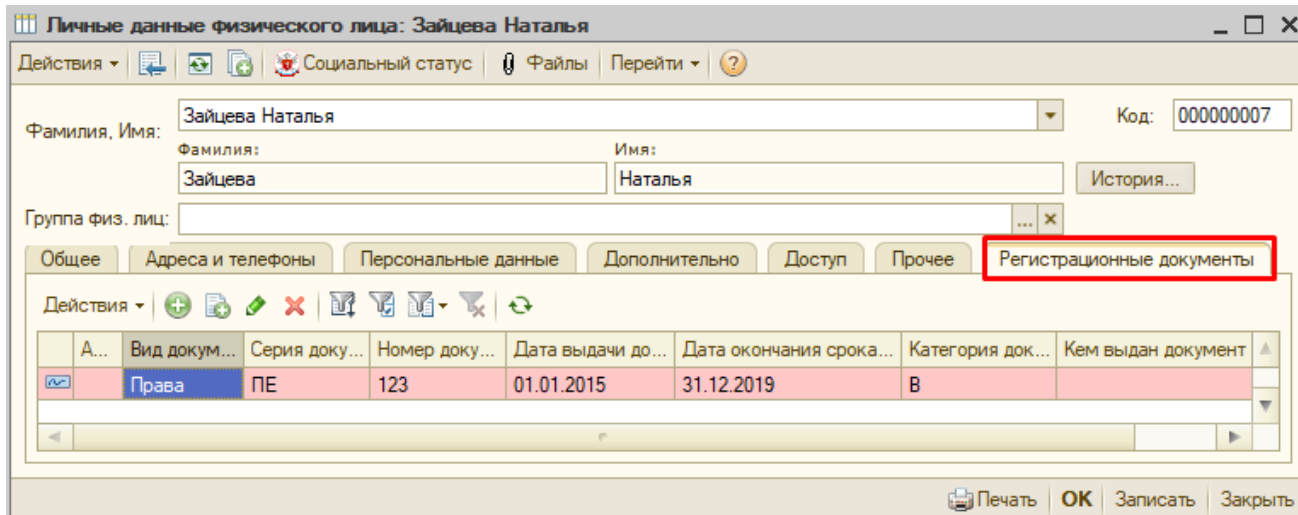 Личные данные физического лица: Зайцева Наталья
Действия Социальный статус Файлы Перейти
Фамилия, Имя: Зайцева Наталья Код: 000000007
Фамилия: Имя:
Зайцева Наталья История...
Группа физ. лиц: ...
Общее Адреса и телефоны Персональные данные Дополнительно Доступ Прочее Регистрационные документы
Действия
А... Вид докум... Серия доку... Номер доку... Дата выдачи до... Дата окончания срока... Категория док... Кем выдан документ
Права ПЕ 123 01.01.2015 31.12.2019 В
Печать ОК Записать Закрыть